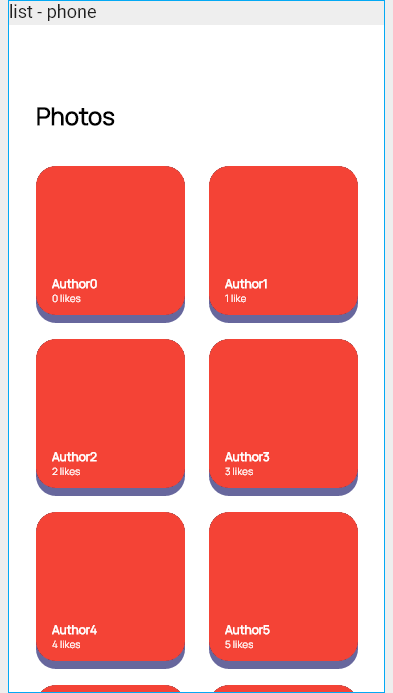 list - phone
Photos
Author0
0 likes
Author1
1 like
Author2
2 likes
Author3
3 likes
Author4
4 likes
Author5
5 likes